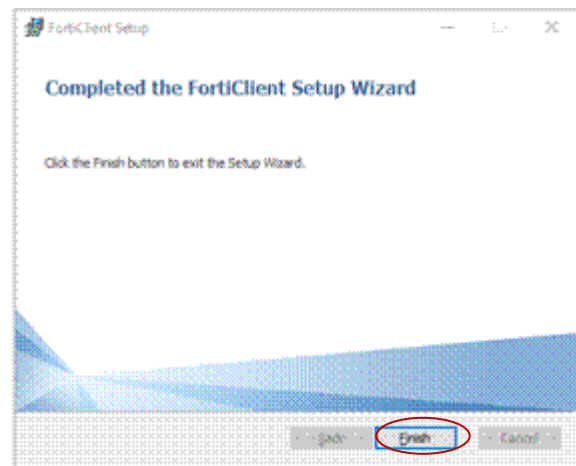 FortiClient Setup
Completed the FortiClient Setup Wizard
Click the Finish button to exit the Setup Wizard.
Back Finish Cancel